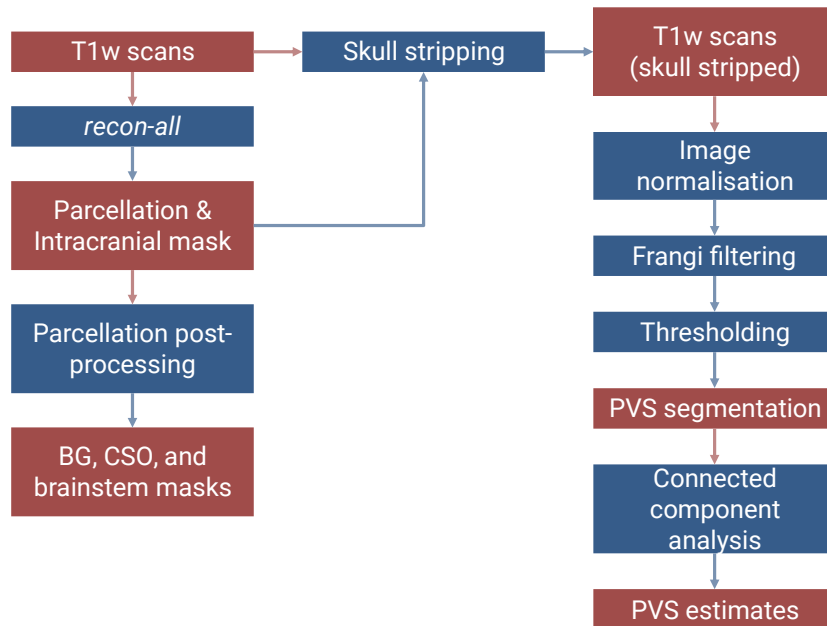 T1w scans
recon-all
Parcellation &
Intracranial mask
Parcellation post-
processing
BG, CSO, and
brainstem masks
Skull stripping
T1w scans
(skull stripped)
Image
normalisation
Frangi filtering
Thresholding
PVS segmentation
Connected
component
analysis
PVS estimates